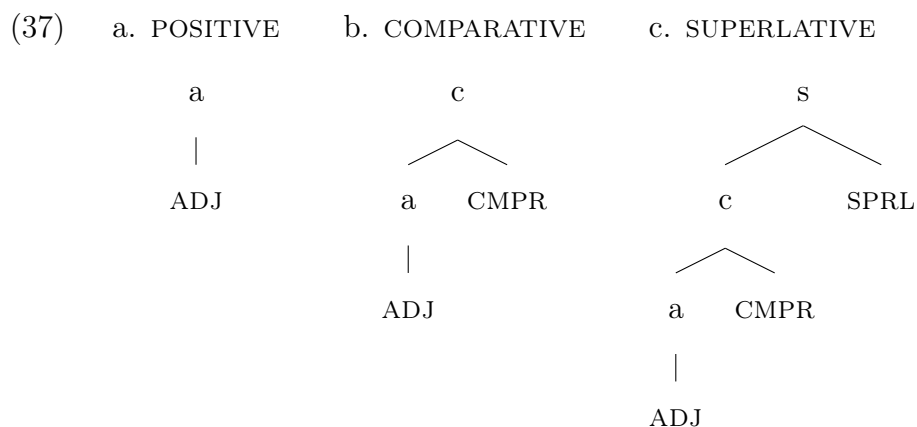 (37) a. POSITIVE b. COMPARATIVE c. SUPERLATIVE
a c s
ADJ a CMPR c SPRL
ADJ a CMPR
ADJ